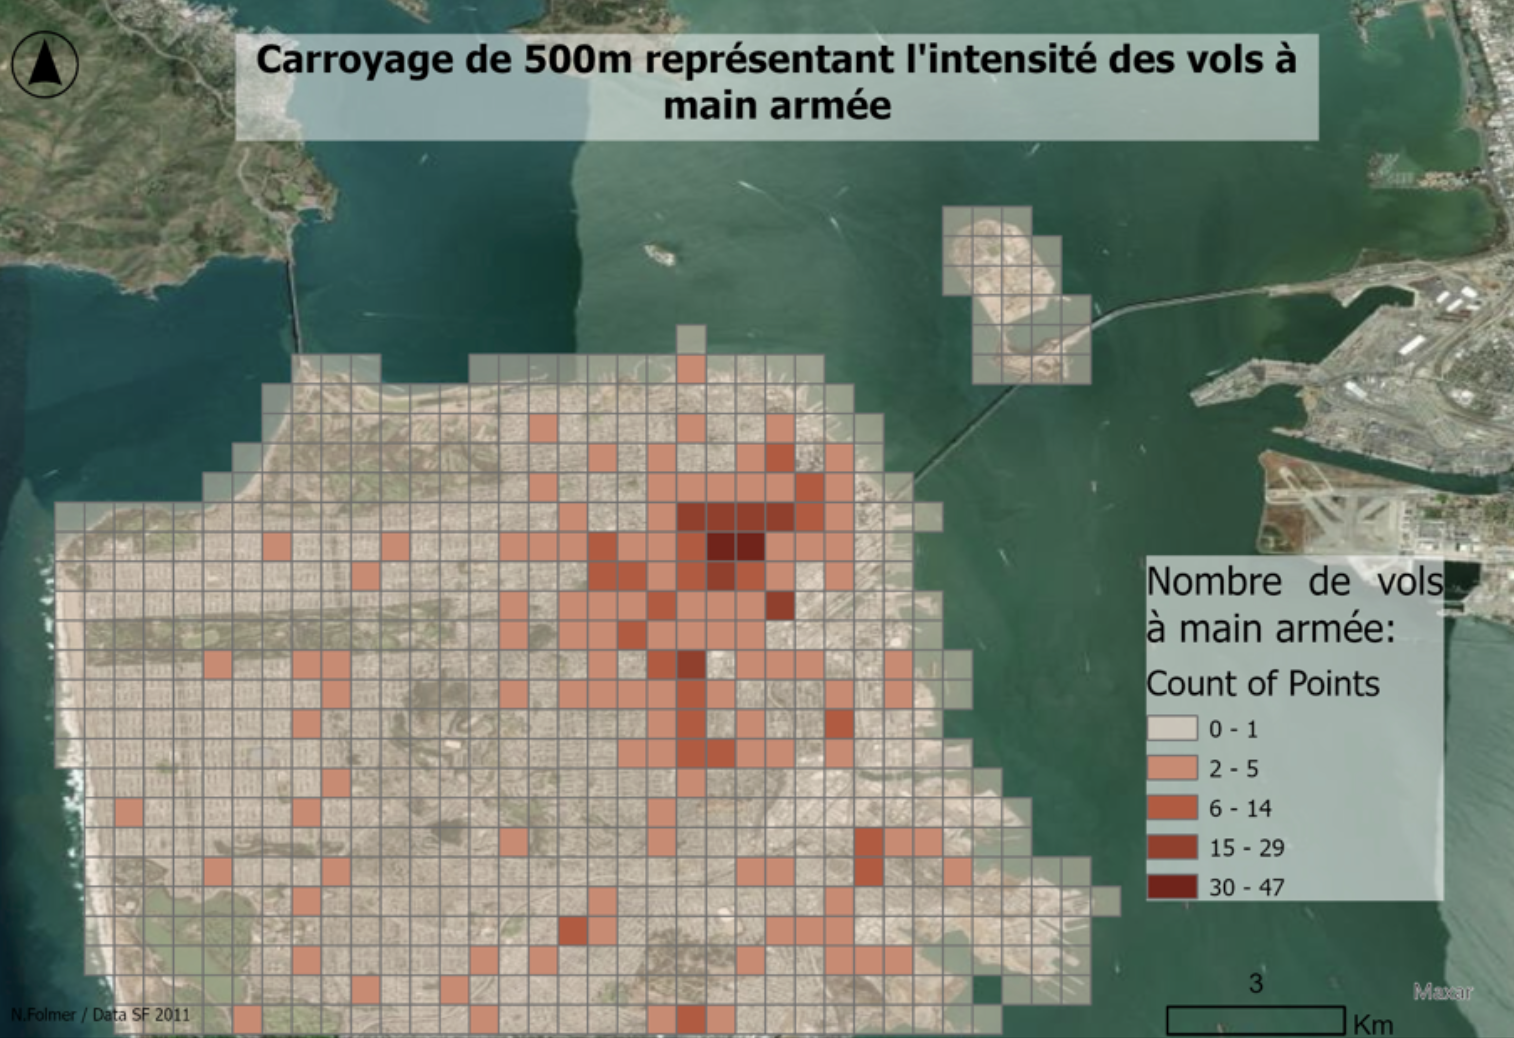 Carroyage de 500m représentant l'intensité des vols à
main armée
Nombre de vols
à main armée:
Count of Points
0 - 1
2 - 5
6 - 14
15 - 29
30 - 47
3
Km
Maxar
N.Folmer / Data SF 2011